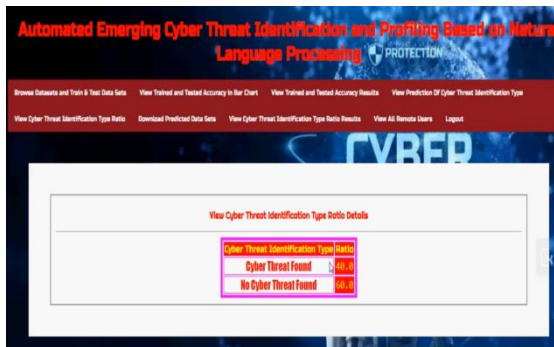 Automated Emerging Cyber Threat Identification and Profiling Based on Natura
Language Processing
PROTECTION
Browse Datasets and Train & Test Data Sets View Trained and Tested Accuracy in Bar Chart View Trained and Tested Accuracy Results View Prediction Of Cyber Threat Identification Type
View Cyber Threat Identification Type Ratio Download Predicted Data Sets View Cyber Threat Identification Type Ratio Results View All Remote Users Logout
CYBER
View Cyber Threat Identification Type Ratio Details
Cyber Threat Identification Type Ratio
Cyber Threat Found 40.0
No Cyber Threat Found 60.0